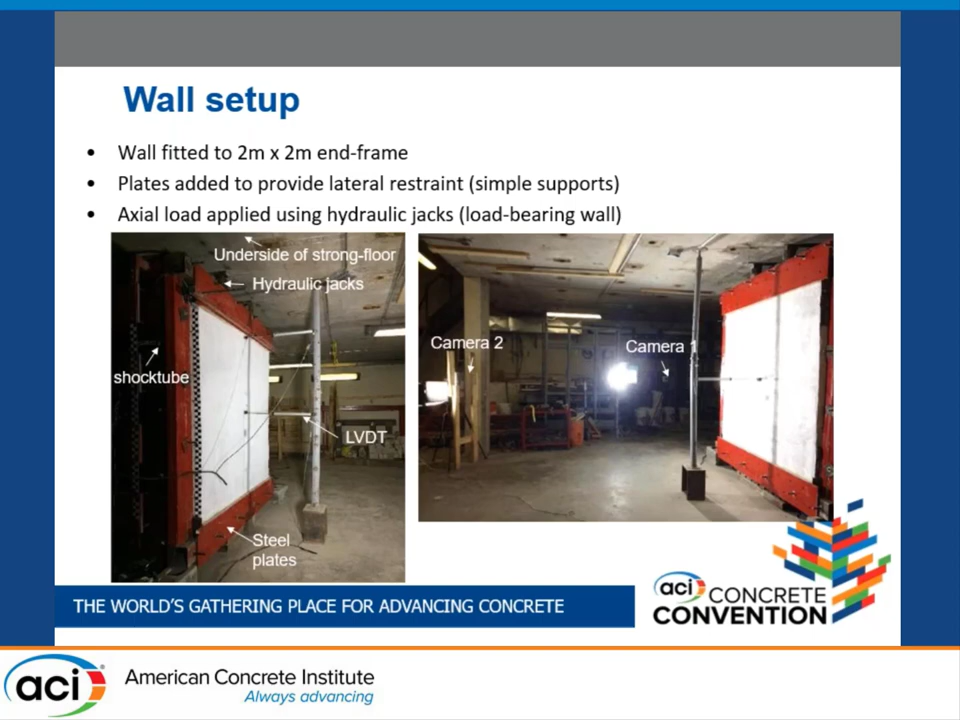 Wall setup
• Wall fitted to 2m x 2m end-frame
• Plates added to provide lateral restraint (simple supports)
• Axial load applied using hydraulic jacks (load-bearing wall)
Underside of strong-floor
Hydraulic jacks
shocktube
LVDT
Steel
plates
Camera 2
Camera 1
THE WORLD'S GATHERING PLACE FOR ADVANCING CONCRETE
aci CONCRETE
CONVENTION
aci American Concrete Institute
Always advancing